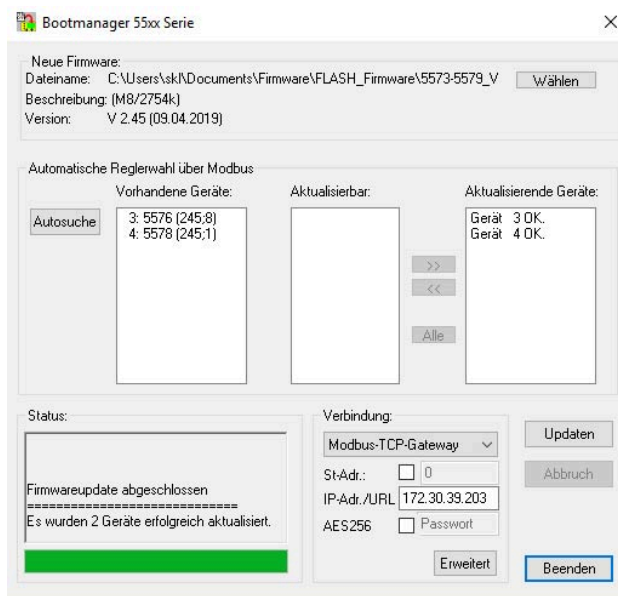 Bootmanager 55xx Serie
Neue Firmware:
Dateiname: C:\Users\skl\Documents\Firmware\FLASH_Firmware\5573-5579_V
Wählen
Beschreibung: (M8/2754k)
Version: V 2.45 (09.04.2019)
Automatische Reglerwahl über Modbus
Vorhandene Geräte:
Aktualisierbar:
Aktualisierende Geräte:
Autosuche
3: 5576 (245;8)
4: 5578 (245;1)
Gerät 3 OK.
Gerät 4 OK.
>>
<<
Alle
Status:
Firmwareupdate abgeschlossen
==============================
Es wurden 2 Geräte erfolgreich aktualisiert.
Verbindung:
Modbus-TCP-Gateway
St-Adr.: 0
IP-Adr./URL 172.30.39.203
AES256 Passwort
Erweitert
Updaten
Abbruch
Beenden